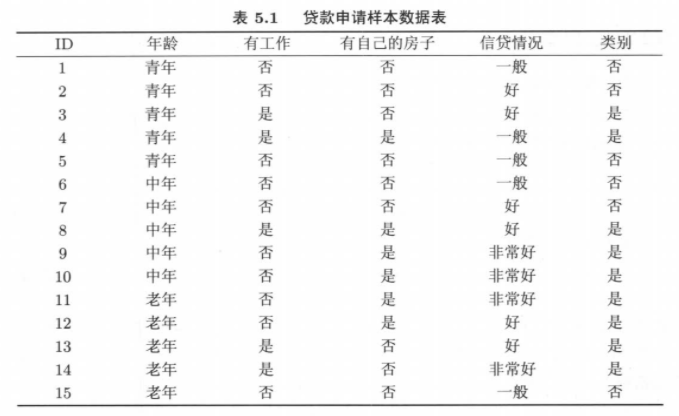 表 5.1 贷款申请样本数据表
ID 年龄 有工作 有自己的房子 信贷情况 类别
1 青年 否 否 一般 否
2 青年 否 否 好 否
3 青年 是 否 好 是
4 青年 是 是 一般 是
5 青年 否 否 一般 否
6 中年 否 否 一般 否
7 中年 否 否 好 否
8 中年 是 是 好 是
9 中年 否 是 非常好 是
10 中年 否 是 非常好 是
11 老年 否 是 非常好 是
12 老年 否 是 好 是
13 老年 是 否 好 是
14 老年 是 否 非常好 是
15 老年 否 否 一般 否